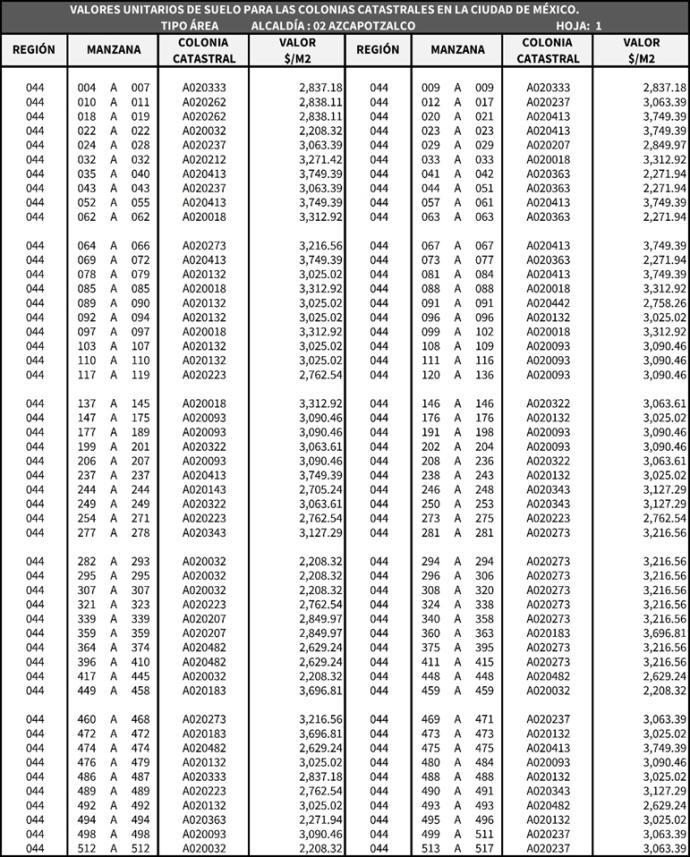 VALORES UNITARIOS DE SUELO PARA LAS COLONIAS CATASTRALES EN LA CIUDAD DE MÉXICO.
TIPO ÁREA ALCALDÍA : 02 AZCAPOTZALCO HOJA: 1
REGIÓN MANZANA COLONIA CATASTRAL VALOR $/M2 REGIÓN MANZANA COLONIA CATASTRAL VALOR $/M2
044 004 A 007 A020333 2,837.18 044 009 A 009 A020333 2,837.18
044 010 A 011 A020262 2,838.11 044 012 A 017 A020237 3,063.39
044 018 A 019 A020262 2,838.11 044 020 A 021 A020413 3,749.39
044 022 A 022 A020032 2,208.32 044 023 A 023 A020413 3,749.39
044 024 A 028 A020237 3,063.39 044 029 A 029 A020207 2,849.97
044 032 A 032 A020212 3,271.42 044 033 A 033 A020018 3,312.92
044 035 A 040 A020413 3,749.39 044 041 A 042 A020363 2,271.94
044 043 A 043 A020237 3,063.39 044 044 A 051 A020363 2,271.94
044 052 A 055 A020413 3,749.39 044 057 A 061 A020413 3,749.39
044 062 A 062 A020018 3,312.92 044 063 A 063 A020363 2,271.94
044 064 A 066 A020273 3,216.56 044 067 A 067 A020413 3,749.39
044 069 A 072 A020413 3,749.39 044 073 A 077 A020363 2,271.94
044 078 A 079 A020132 3,025.02 044 081 A 084 A020413 3,749.39
044 085 A 085 A020018 3,312.92 044 088 A 088 A020018 3,312.92
044 089 A 090 A020132 3,025.02 044 091 A 091 A020442 2,758.26
044 092 A 094 A020132 3,025.02 044 096 A 096 A020132 3,025.02
044 097 A 097 A020018 3,312.92 044 099 A 102 A020018 3,312.92
044 103 A 107 A020132 3,025.02 044 108 A 109 A020093 3,090.46
044 110 A 110 A020132 3,025.02 044 111 A 116 A020093 3,090.46
044 117 A 119 A020223 2,762.54 044 120 A 136 A020093 3,090.46
044 137 A 145 A020018 3,312.92 044 146 A 146 A020322 3,063.61
044 147 A 175 A020093 3,090.46 044 176 A 176 A020132 3,025.02
044 177 A 189 A020093 3,090.46 044 191 A 198 A020093 3,090.46
044 199 A 201 A020322 3,063.61 044 202 A 204 A020093 3,090.46
044 206 A 207 A020093 3,090.46 044 208 A 236 A020322 3,063.61
044 237 A 237 A020413 3,749.39 044 238 A 243 A020132 3,025.02
044 244 A 244 A020143 2,705.24 044 246 A 248 A020343 3,127.29
044 249 A 249 A020322 3,063.61 044 250 A 253 A020343 3,127.29
044 254 A 271 A020223 2,762.54 044 273 A 275 A020223 2,762.54
044 277 A 278 A020343 3,127.29 044 281 A 281 A020273 3,216.56
044 282 A 293 A020032 2,208.32 044 294 A 294 A020273 3,216.56
044 295 A 295 A020032 2,208.32 044 296 A 306 A020273 3,216.56
044 307 A 307 A020032 2,208.32 044 308 A 320 A020273 3,216.56
044 321 A 323 A020223 2,762.54 044 324 A 338 A020273 3,216.56
044 339 A 339 A020207 2,849.97 044 340 A 358 A020273 3,216.56
044 359 A 359 A020207 2,849.97 044 360 A 363 A020183 3,696.81
044 364 A 374 A020482 2,629.24 044 375 A 395 A020273 3,216.56
044 396 A 410 A020482 2,629.24 044 411 A 415 A020273 3,216.56
044 417 A 445 A020032 2,208.32 044 448 A 448 A020482 2,629.24
044 449 A 458 A020183 3,696.81 044 459 A 459 A020032 2,208.32
044 460 A 468 A020273 3,216.56 044 469 A 471 A020237 3,063.39
044 472 A 472 A020183 3,696.81 044 473 A 473 A020132 3,025.02
044 474 A 474 A020482 2,629.24 044 475 A 475 A020413 3,749.39
044 476 A 479 A020132 3,025.02 044 480 A 484 A020093 3,090.46
044 486 A 487 A020333 2,837.18 044 488 A 488 A020132 3,025.02
044 489 A 489 A020223 2,762.54 044 490 A 491 A020343 3,127.29
044 492 A 492 A020132 3,025.02 044 493 A 493 A020482 2,629.24
044 494 A 494 A020363 2,271.94 044 495 A 496 A020132 3,025.02
044 498 A 498 A020093 3,090.46 044 499 A 511 A020237 3,063.39
044 512 A 512 A020032 2,208.32 044 513 A 517 A020237 3,063.39